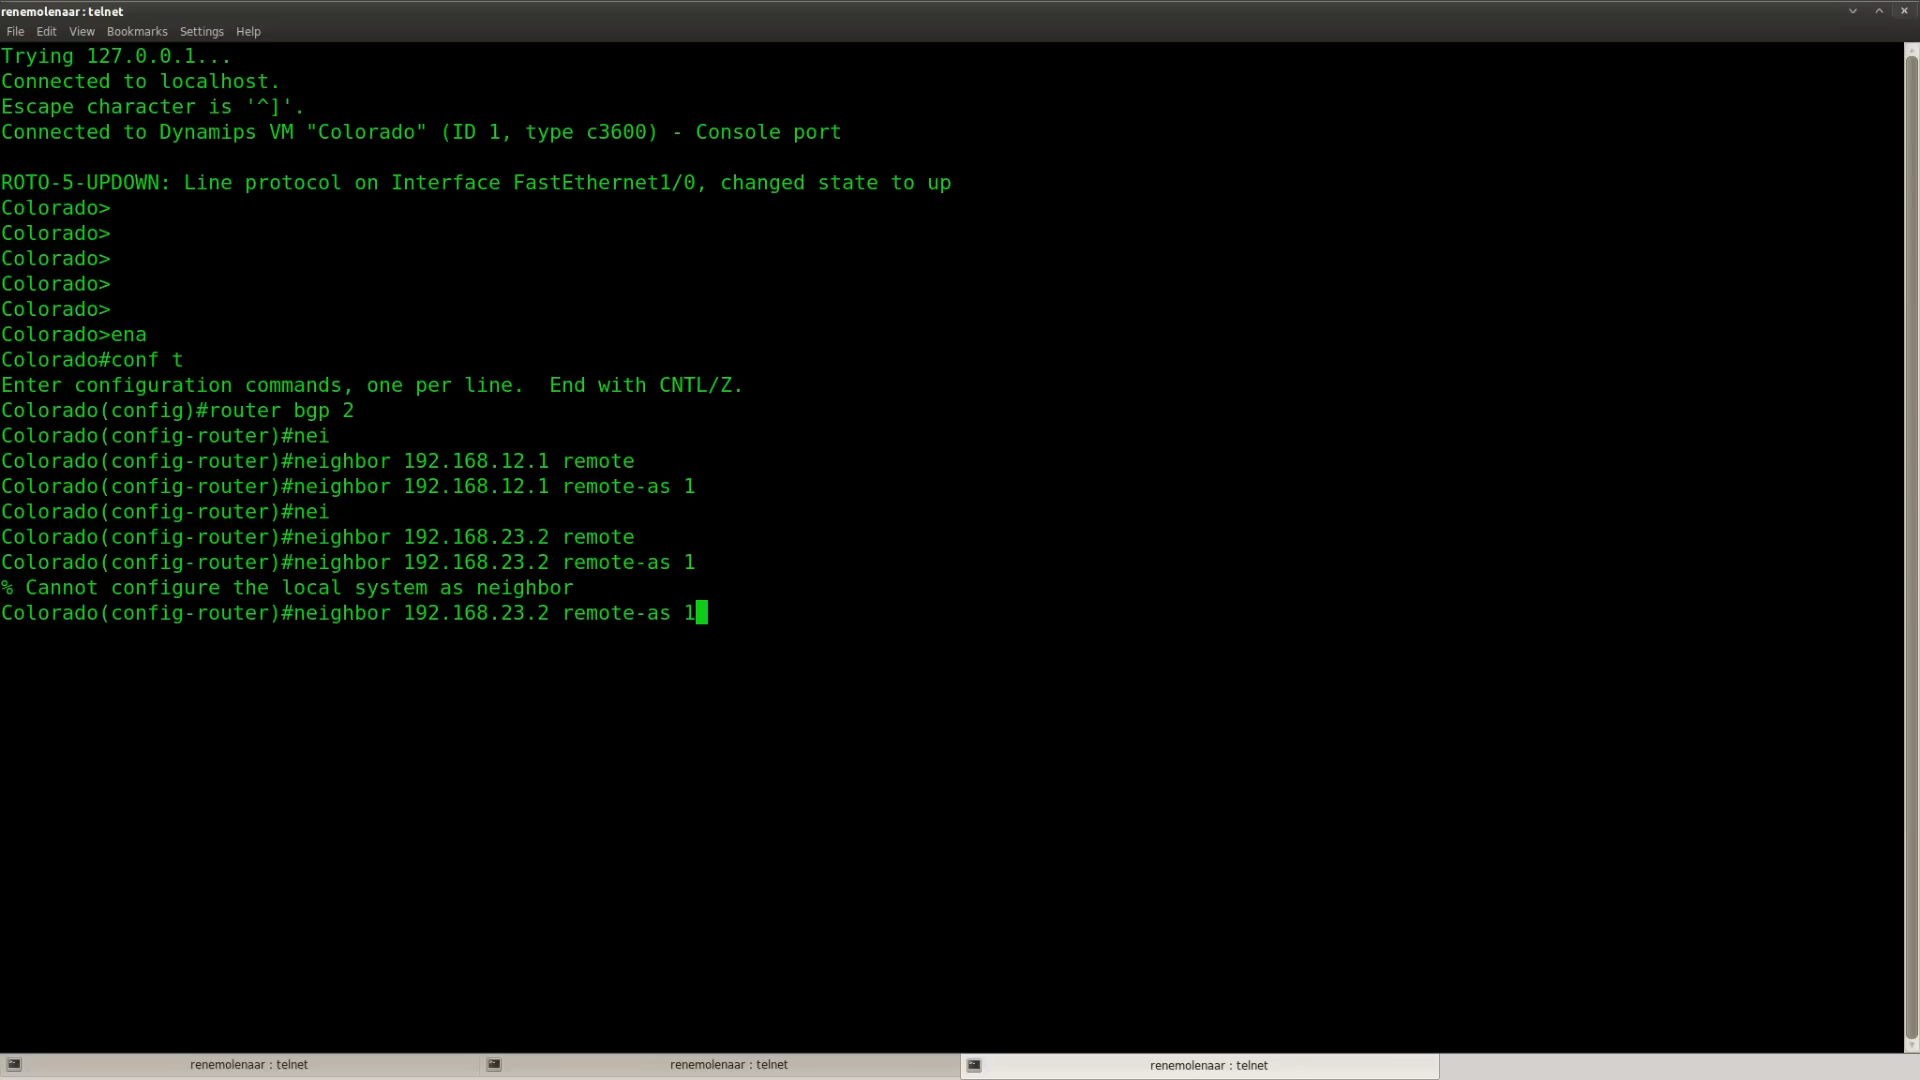 renemolenaar : telnet
File Edit View Bookmarks Settings Help
Trying 127.0.0.1...
Connected to localhost.
Escape character is '^]'.
Connected to Dynamips VM "Colorado" (ID 1, type c3600) - Console port
ROTO-5-UPDOWN: Line protocol on Interface FastEthernet1/0, changed state to up
Colorado>
Colorado>
Colorado>
Colorado>
Colorado>
Colorado>ena
Colorado#conf t
Enter configuration commands, one per line.  End with CNTL/Z.
Colorado(config)#router bgp 2
Colorado(config-router)#nei
Colorado(config-router)#neighbor 192.168.12.1 remote
Colorado(config-router)#neighbor 192.168.12.1 remote-as 1
Colorado(config-router)#nei
Colorado(config-router)#neighbor 192.168.23.2 remote
Colorado(config-router)#neighbor 192.168.23.2 remote-as 1
% Cannot configure the local system as neighbor
Colorado(config-router)#neighbor 192.168.23.2 remote-as 1
renemolenaar : telnet renemolenaar : telnet renemolenaar : telnet